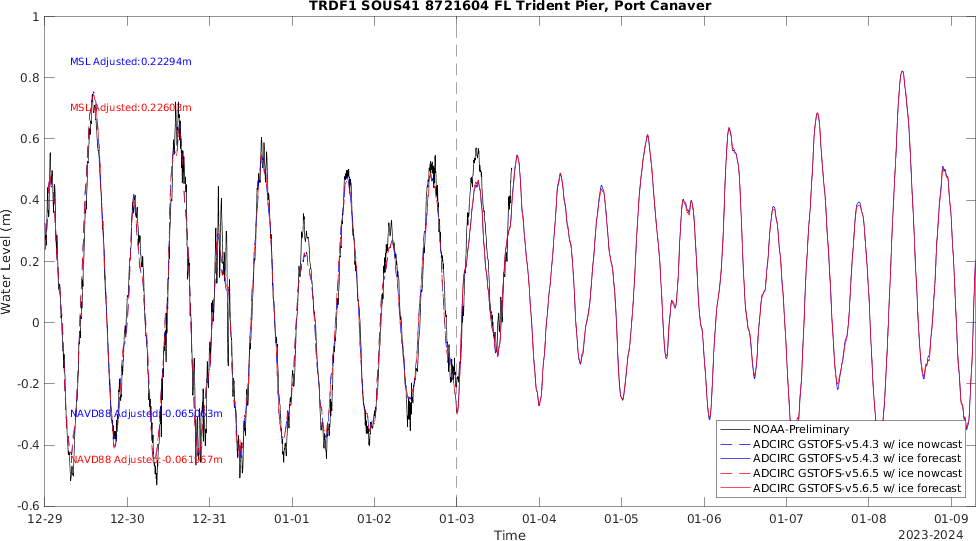 TRDF1 SOUS41 8721604 FL Trident Pier, Port Canaver
Water Level (m)
1
0.8
0.6
0.4
0.2
0
-0.2
-0.4
-0.6
MSL Adjusted:0.22294m
MSL Adjusted:0.22603m
NAVD88 Adjusted:-0.065063m
NAVD88 Adjusted:-0.061967m
NOAA-Preliminary
ADCIRC GSTOFS-v5.4.3 w/ ice nowcast
ADCIRC GSTOFS-v5.4.3 w/ ice forecast
ADCIRC GSTOFS-v5.6.5 w/ ice nowcast
ADCIRC GSTOFS-v5.6.5 w/ ice forecast
12-29 12-30 12-31 01-01 01-02 01-03 01-04 01-05 01-06 01-07 01-08 01-09
Time
2023-2024